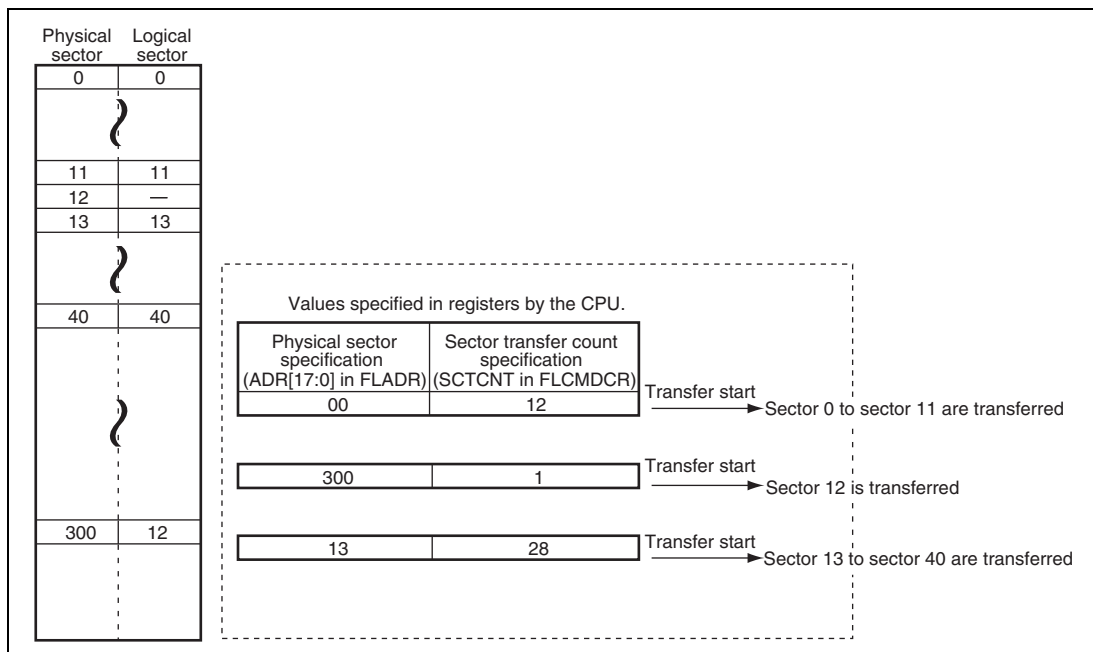 Physical sector
Logical sector
0 0
11 11
12 —
13 13
40 40
300 12
Values specified in registers by the CPU.
Physical sector specification (ADR[17:0] in FLADR)
Sector transfer count specification (SCTCNT in FLCMDCR)
00 12
Transfer start
Sector 0 to sector 11 are transferred
300 1
Transfer start
Sector 12 is transferred
13 28
Transfer start
Sector 13 to sector 40 are transferred